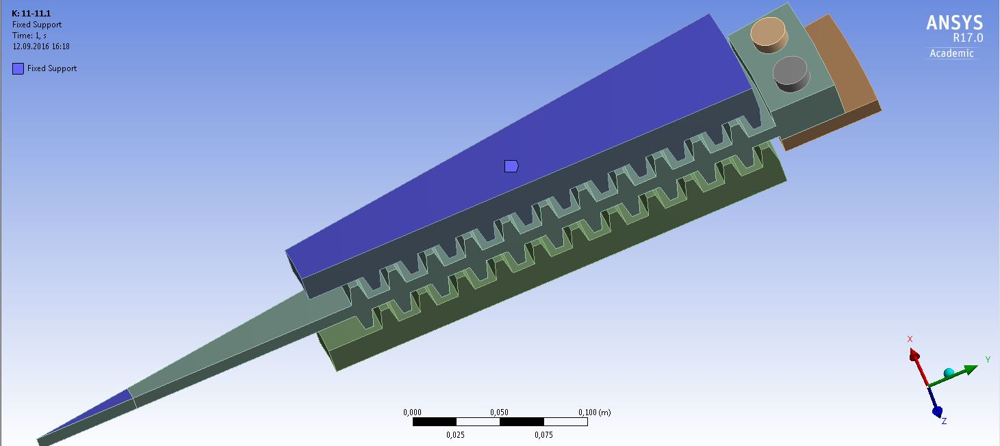 K: 11-11,1
Fixed Support
Time: 1, s
12.09.2016 16:18
Fixed Support
ANSYS
R17.0
Academic
X
Y
Z
0,000 0,050 0,100 (m)
0,025 0,075